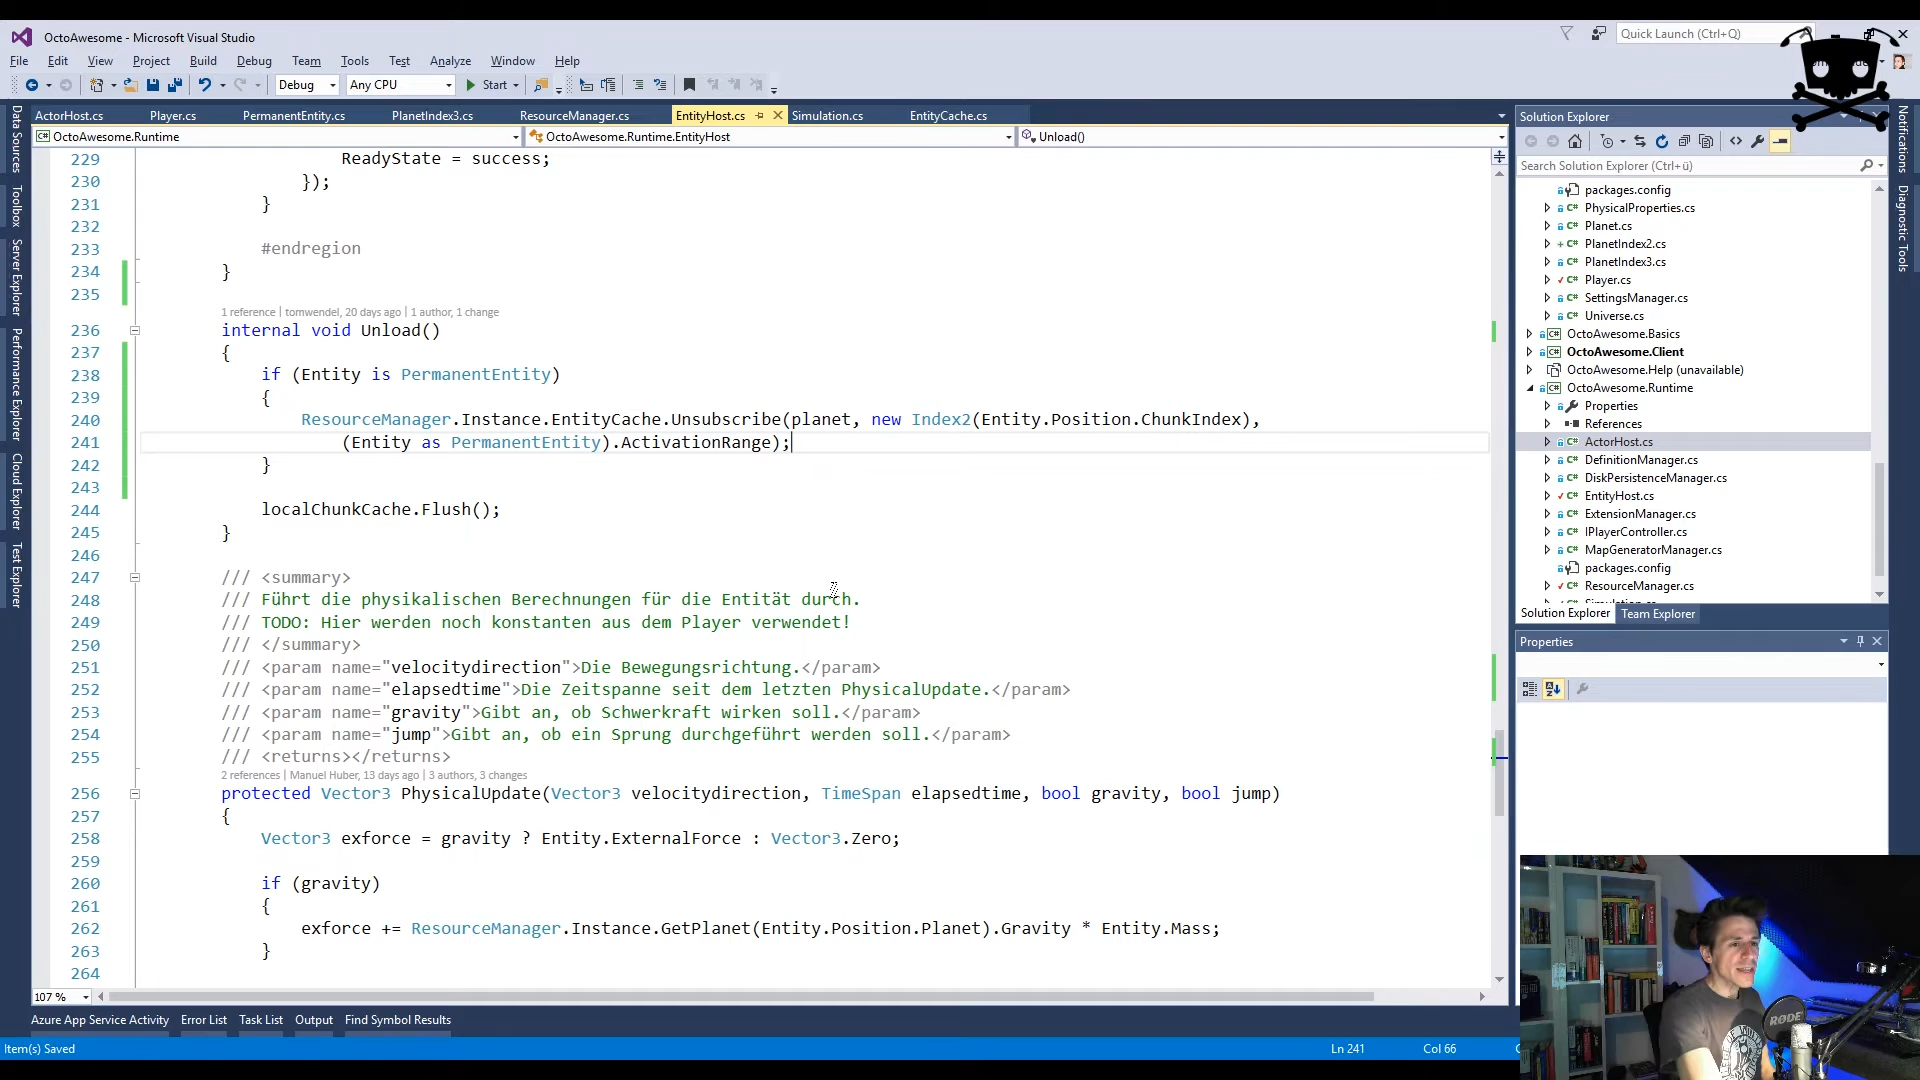 OctoAwesome - Microsoft Visual Studio
Quick Launch (Ctrl+Q)
File Edit View Project Build Debug Team Tools Test Analyze Window Help
Debug Any CPU Start
ActorHost.cs Player.cs PermanentEntity.cs PlanetIndex3.cs ResourceManager.cs EntityHost.cs Simulation.cs EntityCache.cs
OctoAwesome.Runtime OctoAwesome.Runtime.EntityHost Unload()
229 ReadyState = success;
230 });
231 }
232
233 #endregion
234 }
235
1 reference | tomwendel, 20 days ago | 1 author, 1 change
236 internal void Unload()
237 {
238 if (Entity is PermanentEntity)
239 {
240 ResourceManager.Instance.EntityCache.Unsubscribe(planet, new Index2(Entity.Position.ChunkIndex),
241 (Entity as PermanentEntity).ActivationRange);
242 }
243
244 localChunkCache.Flush();
245 }
246
247 /// <summary>
248 /// Führt die physikalischen Berechnungen für die Entität durch.
249 /// TODO: Hier werden noch konstanten aus dem Player verwendet!
250 /// </summary>
251 /// <param name="velocitydirection">Die Bewegungsrichtung.</param>
252 /// <param name="elapsedtime">Die Zeitspanne seit dem letzten PhysicalUpdate.</param>
253 /// <param name="gravity">Gibt an, ob Schwerkraft wirken soll.</param>
254 /// <param name="jump">Gibt an, ob ein Sprung durchgeführt werden soll.</param>
255 /// <returns></returns>
2 references | Manuel Huber, 13 days ago | 3 authors, 3 changes
256 protected Vector3 PhysicalUpdate(Vector3 velocitydirection, TimeSpan elapsedtime, bool gravity, bool jump)
257 {
258 Vector3 exforce = gravity ? Entity.ExternalForce : Vector3.Zero;
259
260 if (gravity)
261 {
262 exforce += ResourceManager.Instance.GetPlanet(Entity.Position.Planet).Gravity * Entity.Mass;
263 }
264
107 %
Azure App Service Activity Error List Task List Output Find Symbol Results
Item(s) Saved Ln 241 Col 66
Data Sources
Toolbox
Server Explorer
Performance Explorer
Cloud Explorer
Test Explorer
Solution Explorer
Search Solution Explorer (Ctrl+ü)
packages.config
PhysicalProperties.cs
Planet.cs
PlanetIndex2.cs
PlanetIndex3.cs
Player.cs
SettingsManager.cs
Universe.cs
OctoAwesome.Basics
OctoAwesome.Client
OctoAwesome.Help (unavailable)
OctoAwesome.Runtime
Properties
References
ActorHost.cs
DefinitionManager.cs
DiskPersistenceManager.cs
EntityHost.cs
ExtensionManager.cs
IPlayerController.cs
MapGeneratorManager.cs
packages.config
ResourceManager.cs
Solution Explorer Team Explorer
Properties
Notifications
Diagnostic Tools
RØDE